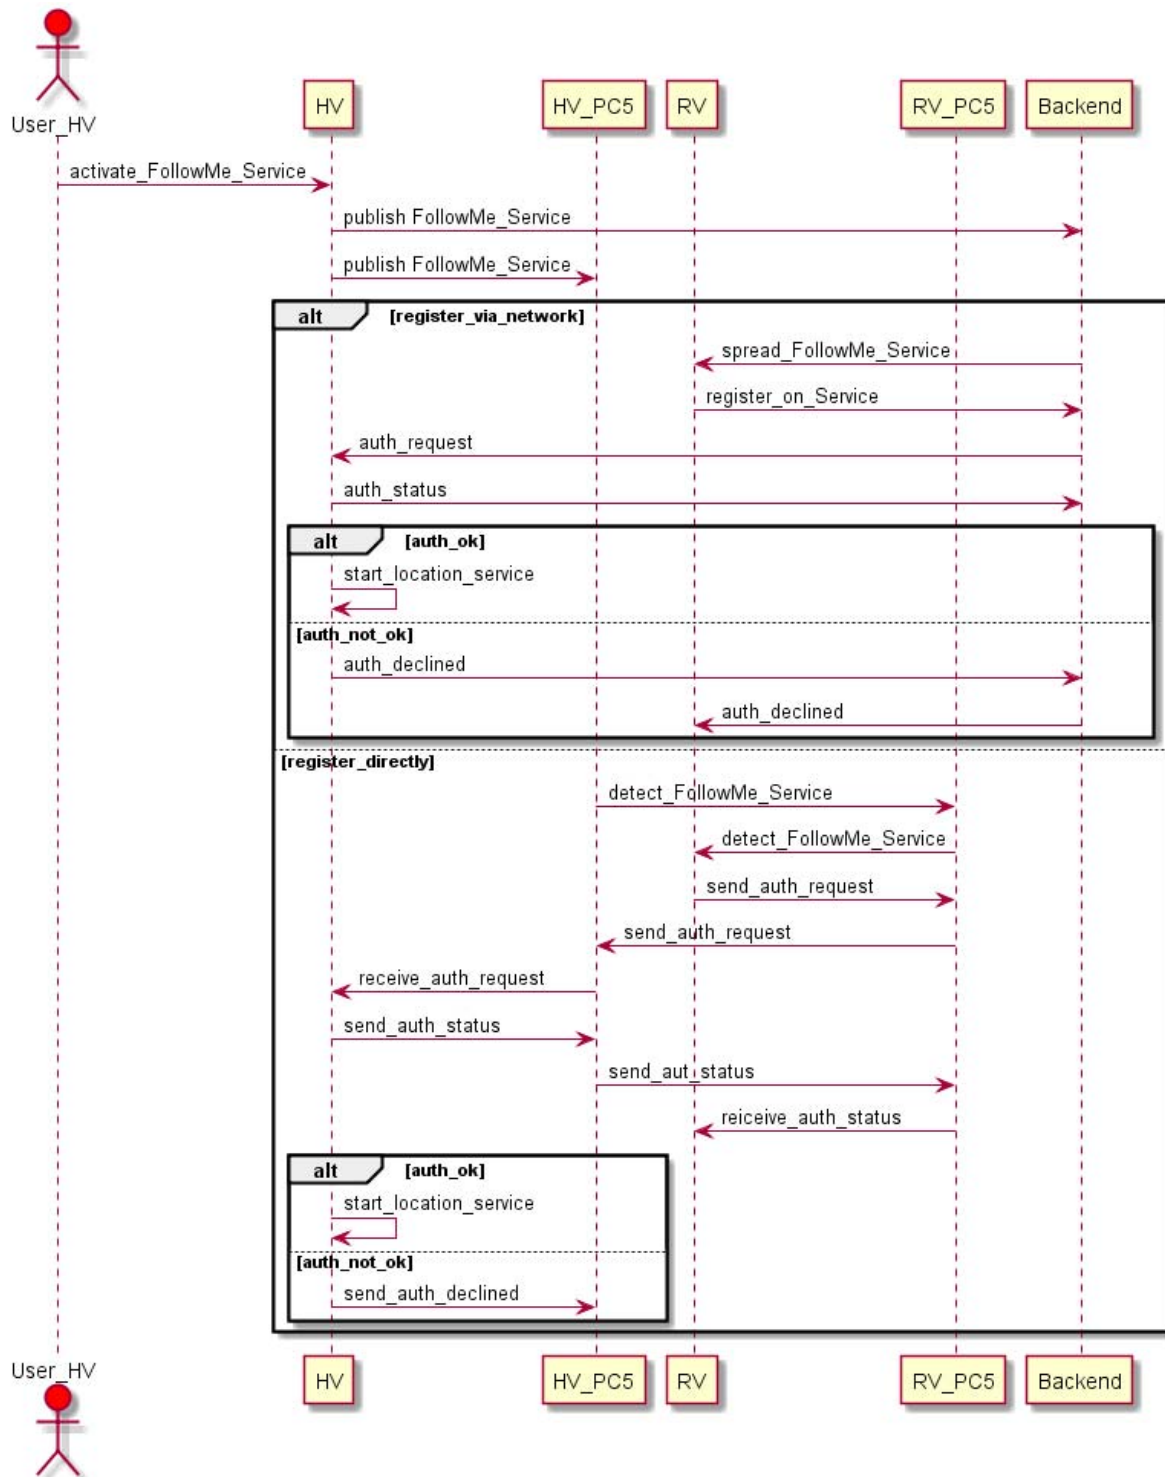 User_HV
HV
HV_PC5
RV
RV_PC5
Backend
activate_FollowMe_Service
publish FollowMe_Service
publish FollowMe_Service
alt [register_via_network]
spread_FollowMe_Service
register_on_Service
auth_request
auth_status
alt [auth_ok]
start_location_service
[auth_not_ok]
auth_declined
auth_declined
[register_directly]
detect_FollowMe_Service
detect_FollowMe_Service
send_auth_request
send_auth_request
receive_auth_request
send_auth_status
send_aut_status
reiceive_auth_status
alt [auth_ok]
start_location_service
[auth_not_ok]
send_auth_declined
User_HV
HV
HV_PC5
RV
RV_PC5
Backend